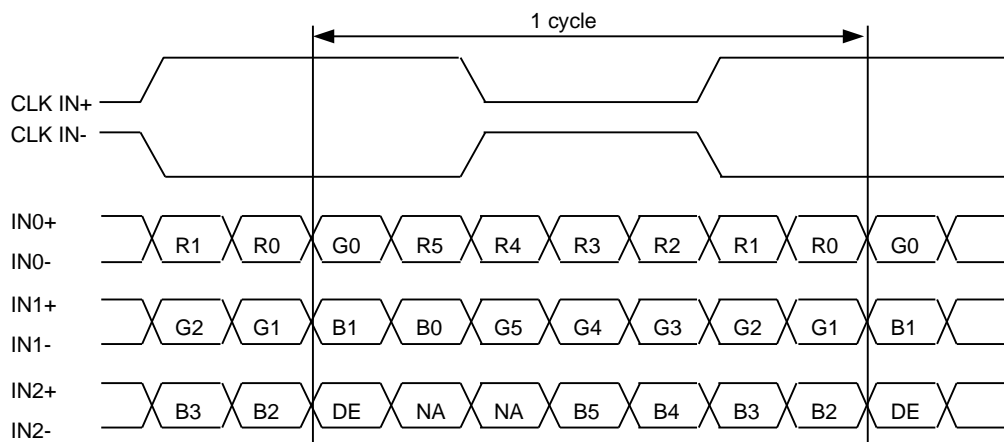 1 cycle
CLK IN+
CLK IN-
IN0+
R1 R0 G0 R5 R4 R3 R2 R1 R0 G0
IN0-
IN1+
G2 G1 B1 B0 G5 G4 G3 G2 G1 B1
IN1-
IN2+
B3 B2 DE NA NA B5 B4 B3 B2 DE
IN2-